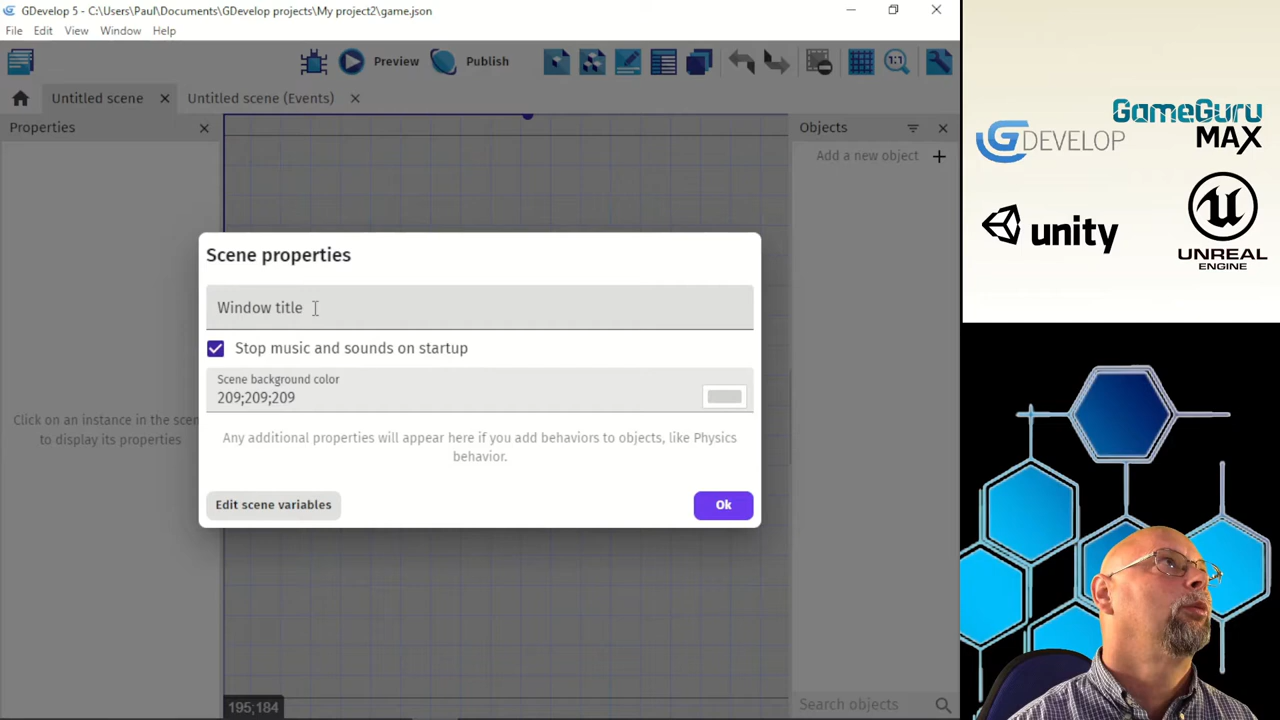 GDevelop 5 - C:\Users\Paul\Documents\GDevelop projects\My project2\game.json
File Edit View Window Help
Preview Publish 1:1
Untitled scene Untitled scene (Events)
Properties
Objects
Add a new object
Click on an instance in the scen
to display its properties
Scene properties
Window title
Stop music and sounds on startup
Scene background color
209;209;209
Any additional properties will appear here if you add behaviors to objects, like Physics
behavior.
Edit scene variables
Ok
195;184
Search objects
GDEVELOP
GameGuru
MAX
unity
UNREAL
ENGINE